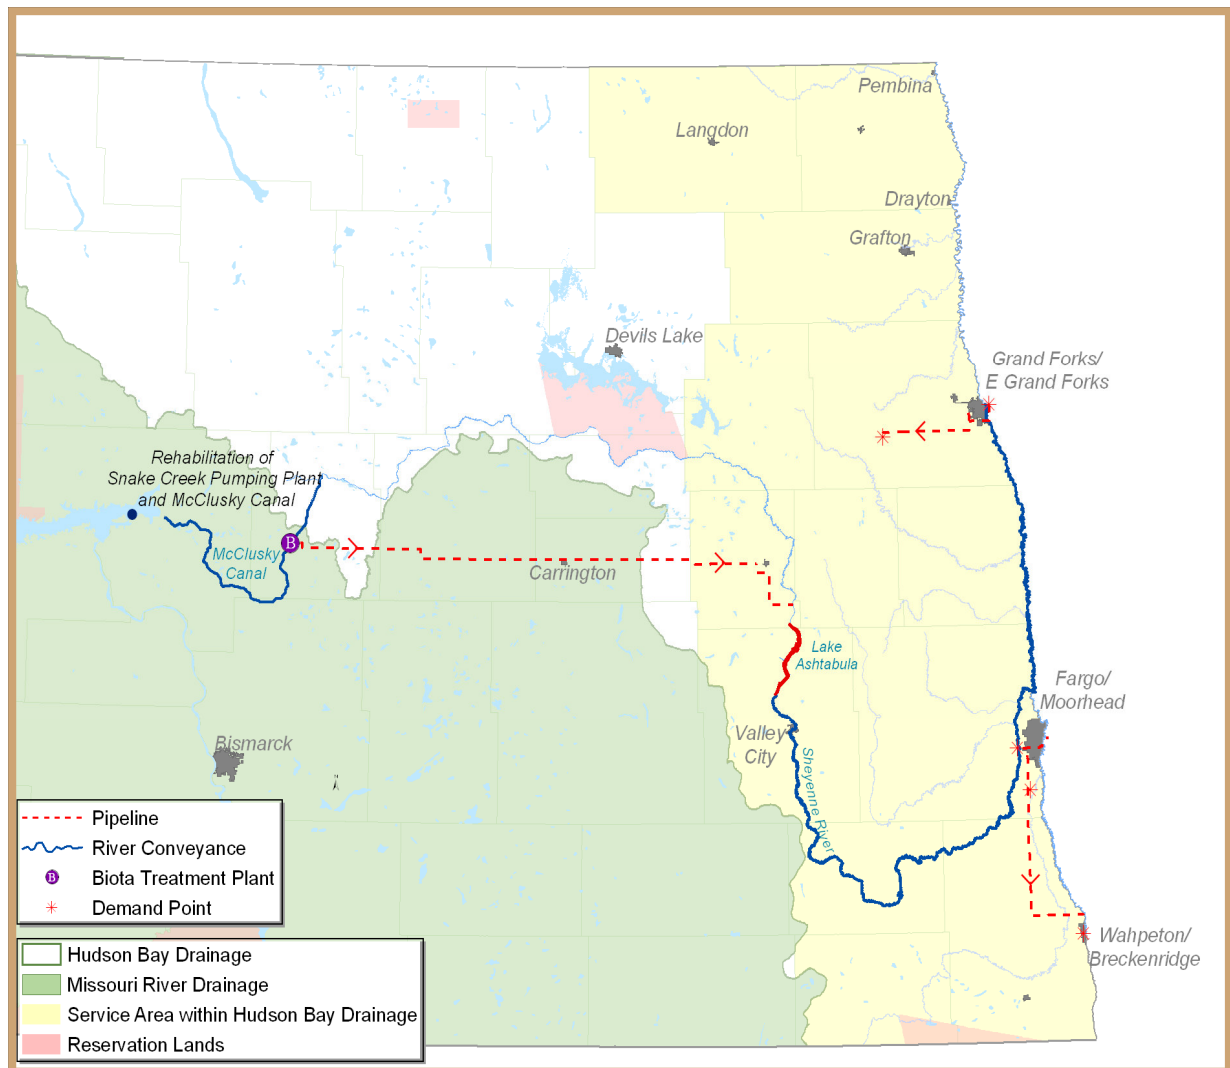 Pembina
Langdon
Drayton
Grafton
Devils Lake
Grand Forks/
E Grand Forks
Rehabilitation of
Snake Creek Pumping Plant
and McClusky Canal
McClusky
Canal
B
Carrington
Lake
Ashtabula
Fargo/
Moorhead
Valley
City
Bismarck
Sheyenne River
Wahpeton/
Breckenridge
Pipeline
River Conveyance
B Biota Treatment Plant
Demand Point
Hudson Bay Drainage
Missouri River Drainage
Service Area within Hudson Bay Drainage
Reservation Lands